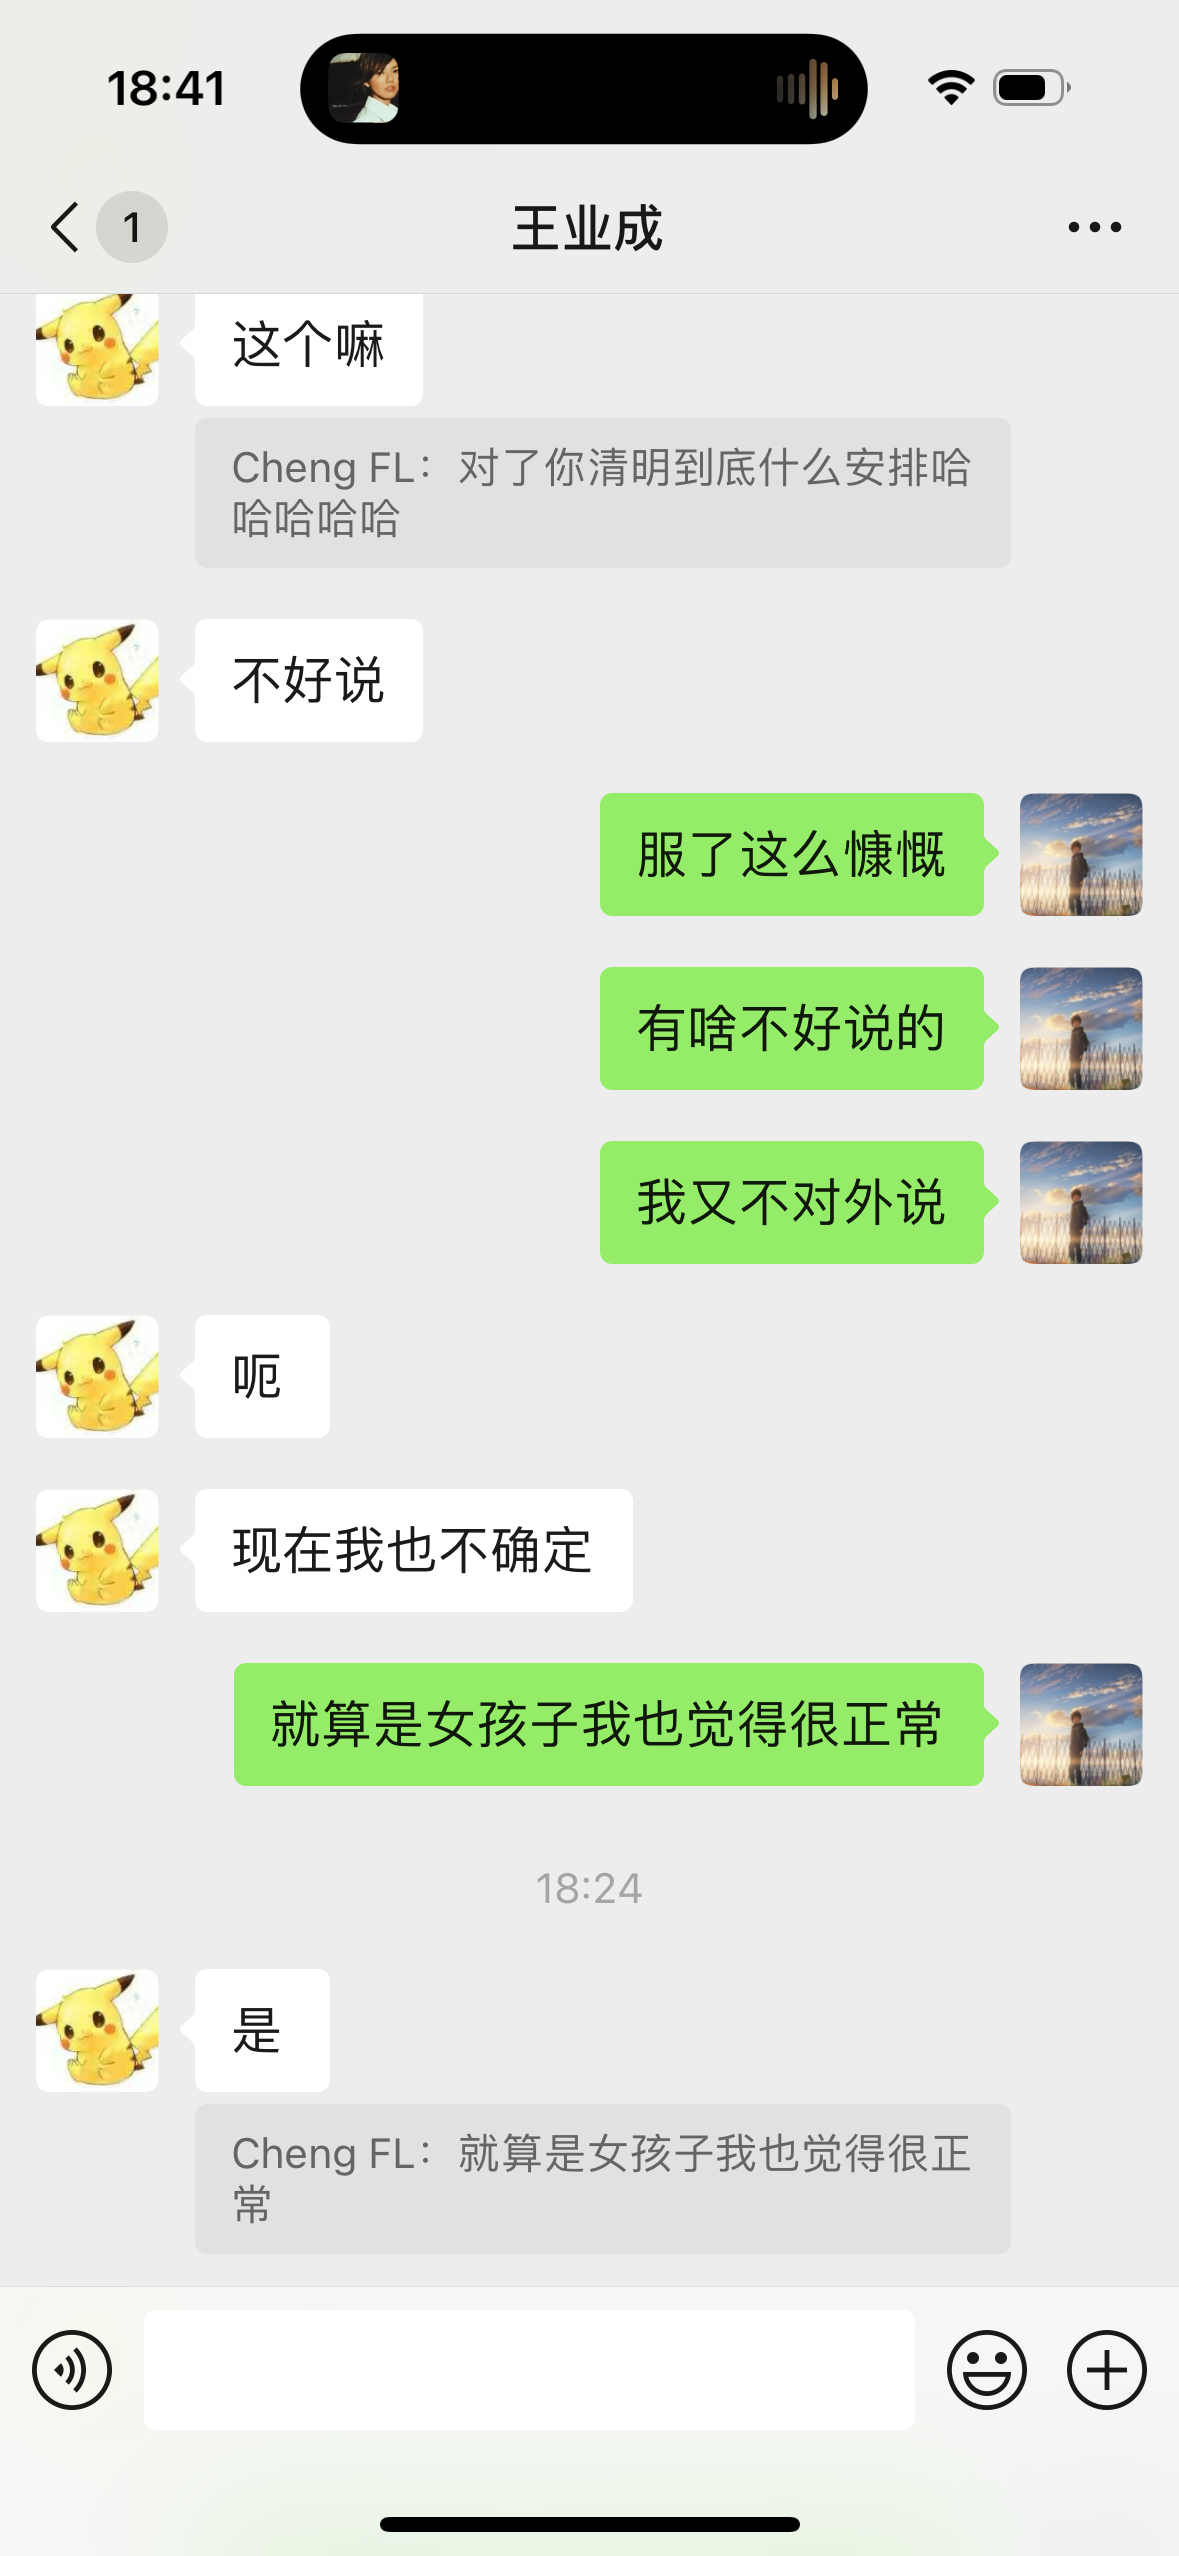 18:41
1
王业成
这个嘛
Cheng FL：对了你清明到底什么安排哈
哈哈哈哈
不好说
服了这么慷慨
有啥不好说的
我又不对外说
呃
现在我也不确定
就算是女孩子我也觉得很正常
18:24
是
Cheng FL：就算是女孩子我也觉得很正
常